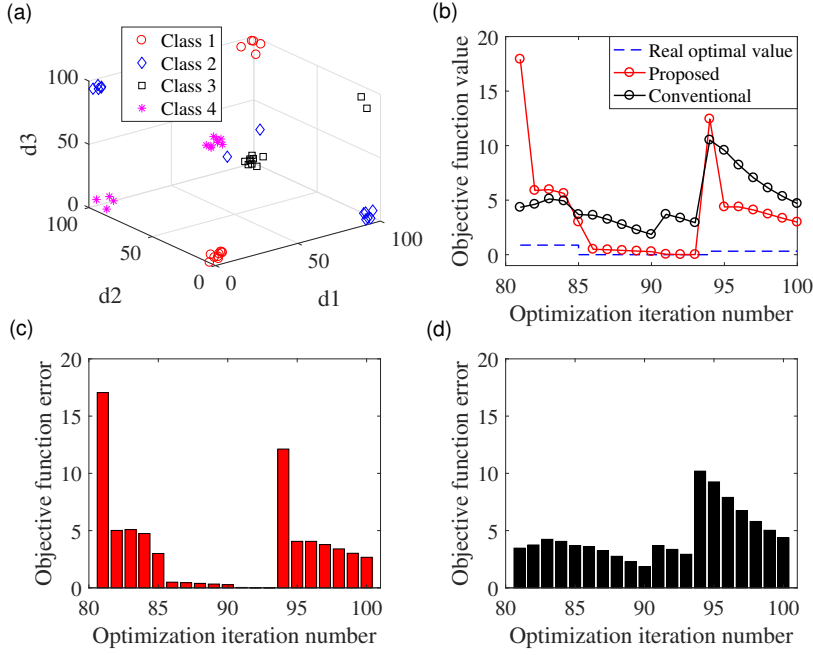 (a)
Class 1
Class 2
Class 3
Class 4
100
50
0
d3
100
50
0
d2
0
50
100
d1
(b)
20
15
10
5
0
Objective function value
Real optimal value
Proposed
Conventional
80 85 90 95 100
Optimization iteration number
(c)
20
15
10
5
0
Objective function error
80 85 90 95 100
Optimization iteration number
(d)
20
15
10
5
0
Objective function error
80 85 90 95 100
Optimization iteration number